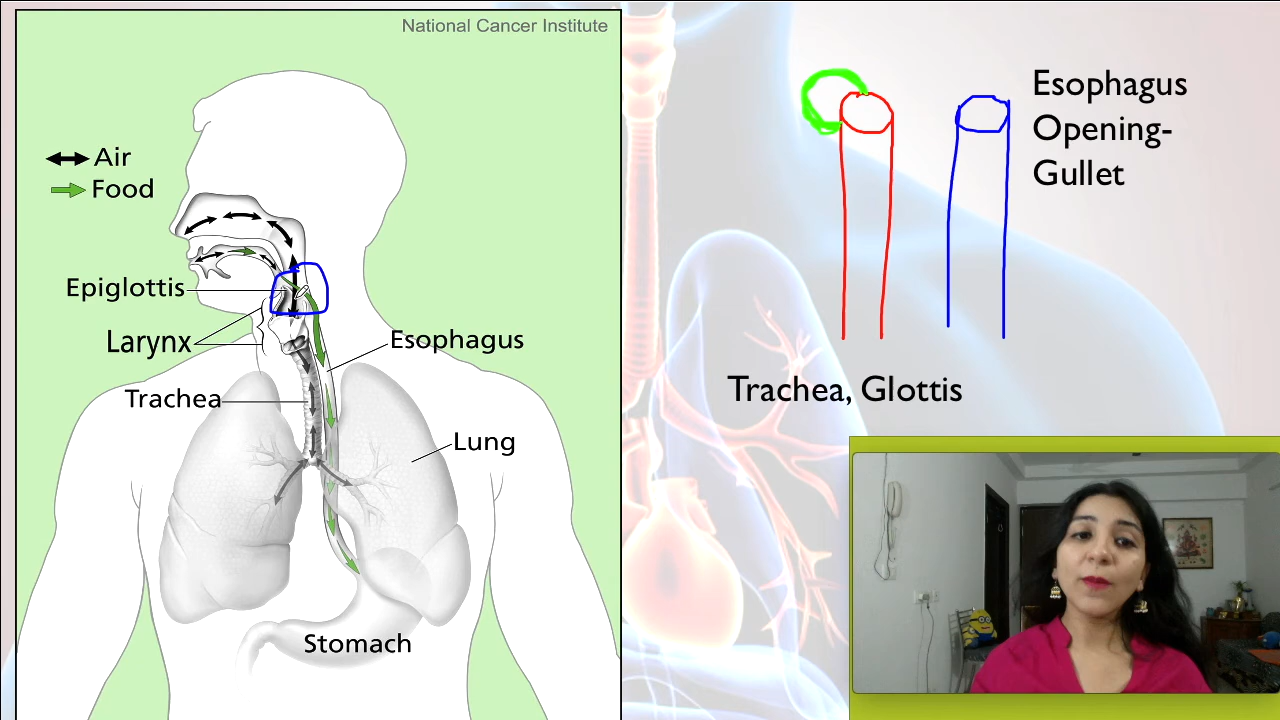 National Cancer Institute
Air
Food
Epiglottis
Larynx
Esophagus
Trachea
Lung
Stomach
Esophagus
Opening-
Gullet
Trachea, Glottis